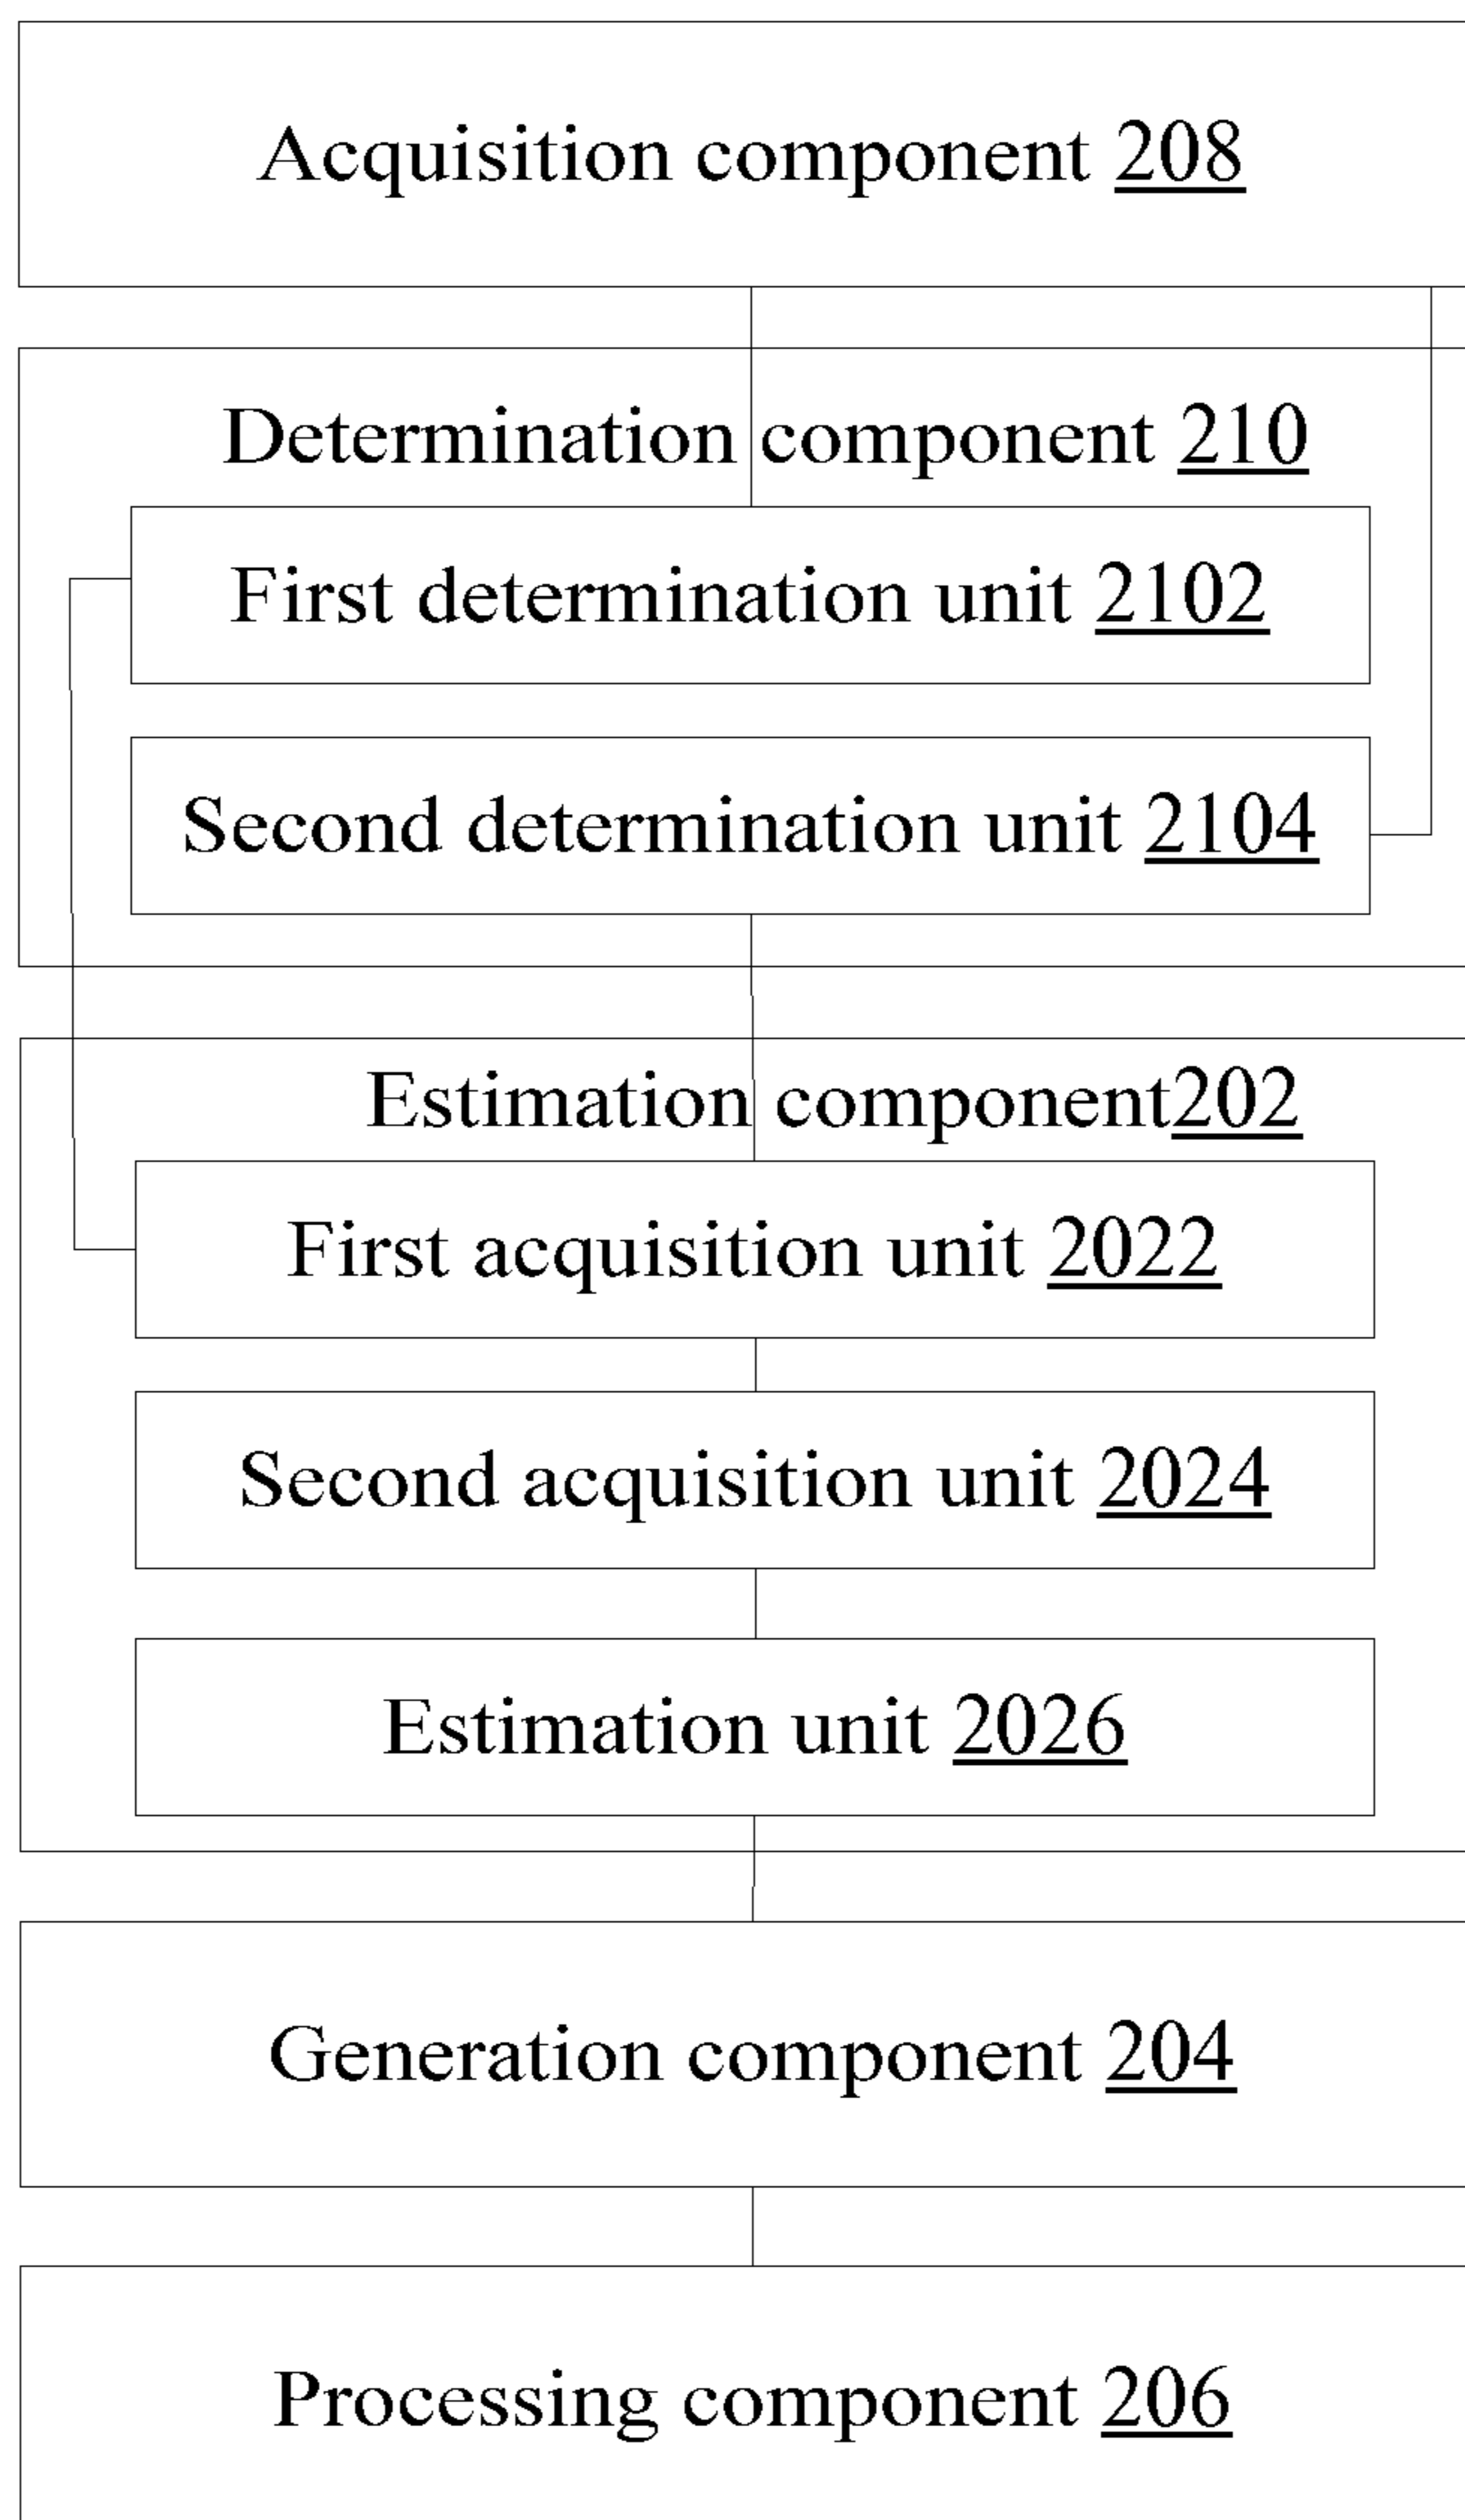 Acquisition component 208
Determination component 210
First determination unit 2102
Second determination unit 2104
Estimation component202
First acquisition unit 2022
Second acquisition unit 2024
Estimation unit 2026
Generation component 204
Processing component 206